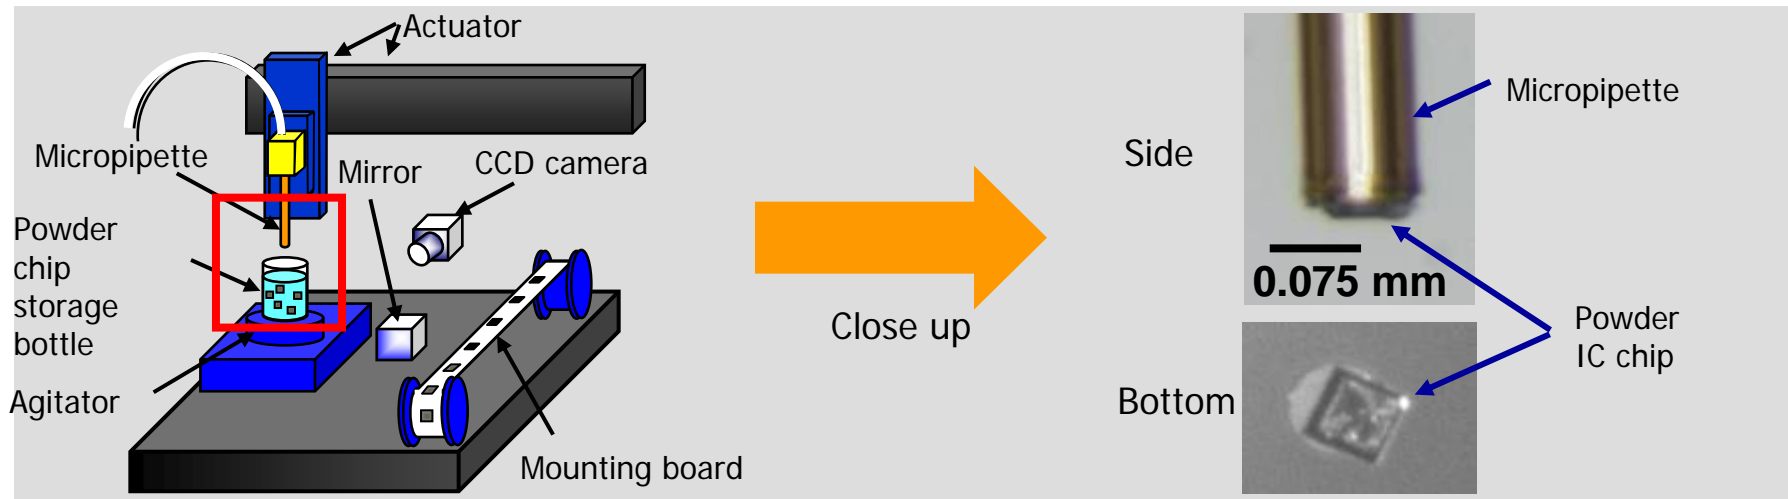 Actuator
Micropipette
Mirror
CCD camera
Powder
chip
storage
bottle
Agitator
Mounting board
Close up
Side
Micropipette
0.075 mm
Powder
IC chip
Bottom